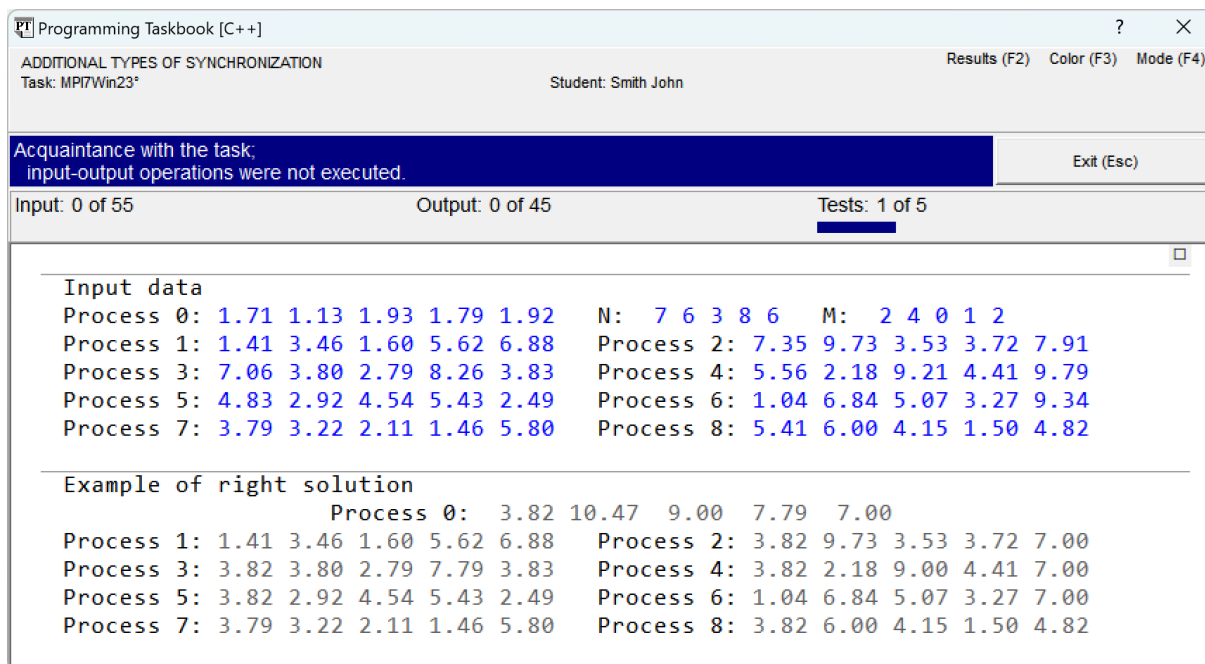 PT Programming Taskbook [C++] ? ×
ADDITIONAL TYPES OF SYNCHRONIZATION Results (F2) Color (F3) Mode (F4)
Task: MPI7Win23° Student: Smith John
Acquaintance with the task;
input-output operations were not executed.
Exit (Esc)
Input: 0 of 55 Output: 0 of 45 Tests: 1 of 5
Input data
Process 0: 1.71 1.13 1.93 1.79 1.92 N: 7 6 3 8 6 M: 2 4 0 1 2
Process 1: 1.41 3.46 1.60 5.62 6.88 Process 2: 7.35 9.73 3.53 3.72 7.91
Process 3: 7.06 3.80 2.79 8.26 3.83 Process 4: 5.56 2.18 9.21 4.41 9.79
Process 5: 4.83 2.92 4.54 5.43 2.49 Process 6: 1.04 6.84 5.07 3.27 9.34
Process 7: 3.79 3.22 2.11 1.46 5.80 Process 8: 5.41 6.00 4.15 1.50 4.82
Example of right solution
Process 0: 3.82 10.47 9.00 7.79 7.00
Process 1: 1.41 3.46 1.60 5.62 6.88 Process 2: 3.82 9.73 3.53 3.72 7.00
Process 3: 3.82 3.80 2.79 7.79 3.83 Process 4: 3.82 2.18 9.00 4.41 7.00
Process 5: 3.82 2.92 4.54 5.43 2.49 Process 6: 1.04 6.84 5.07 3.27 7.00
Process 7: 3.79 3.22 2.11 1.46 5.80 Process 8: 3.82 6.00 4.15 1.50 4.82